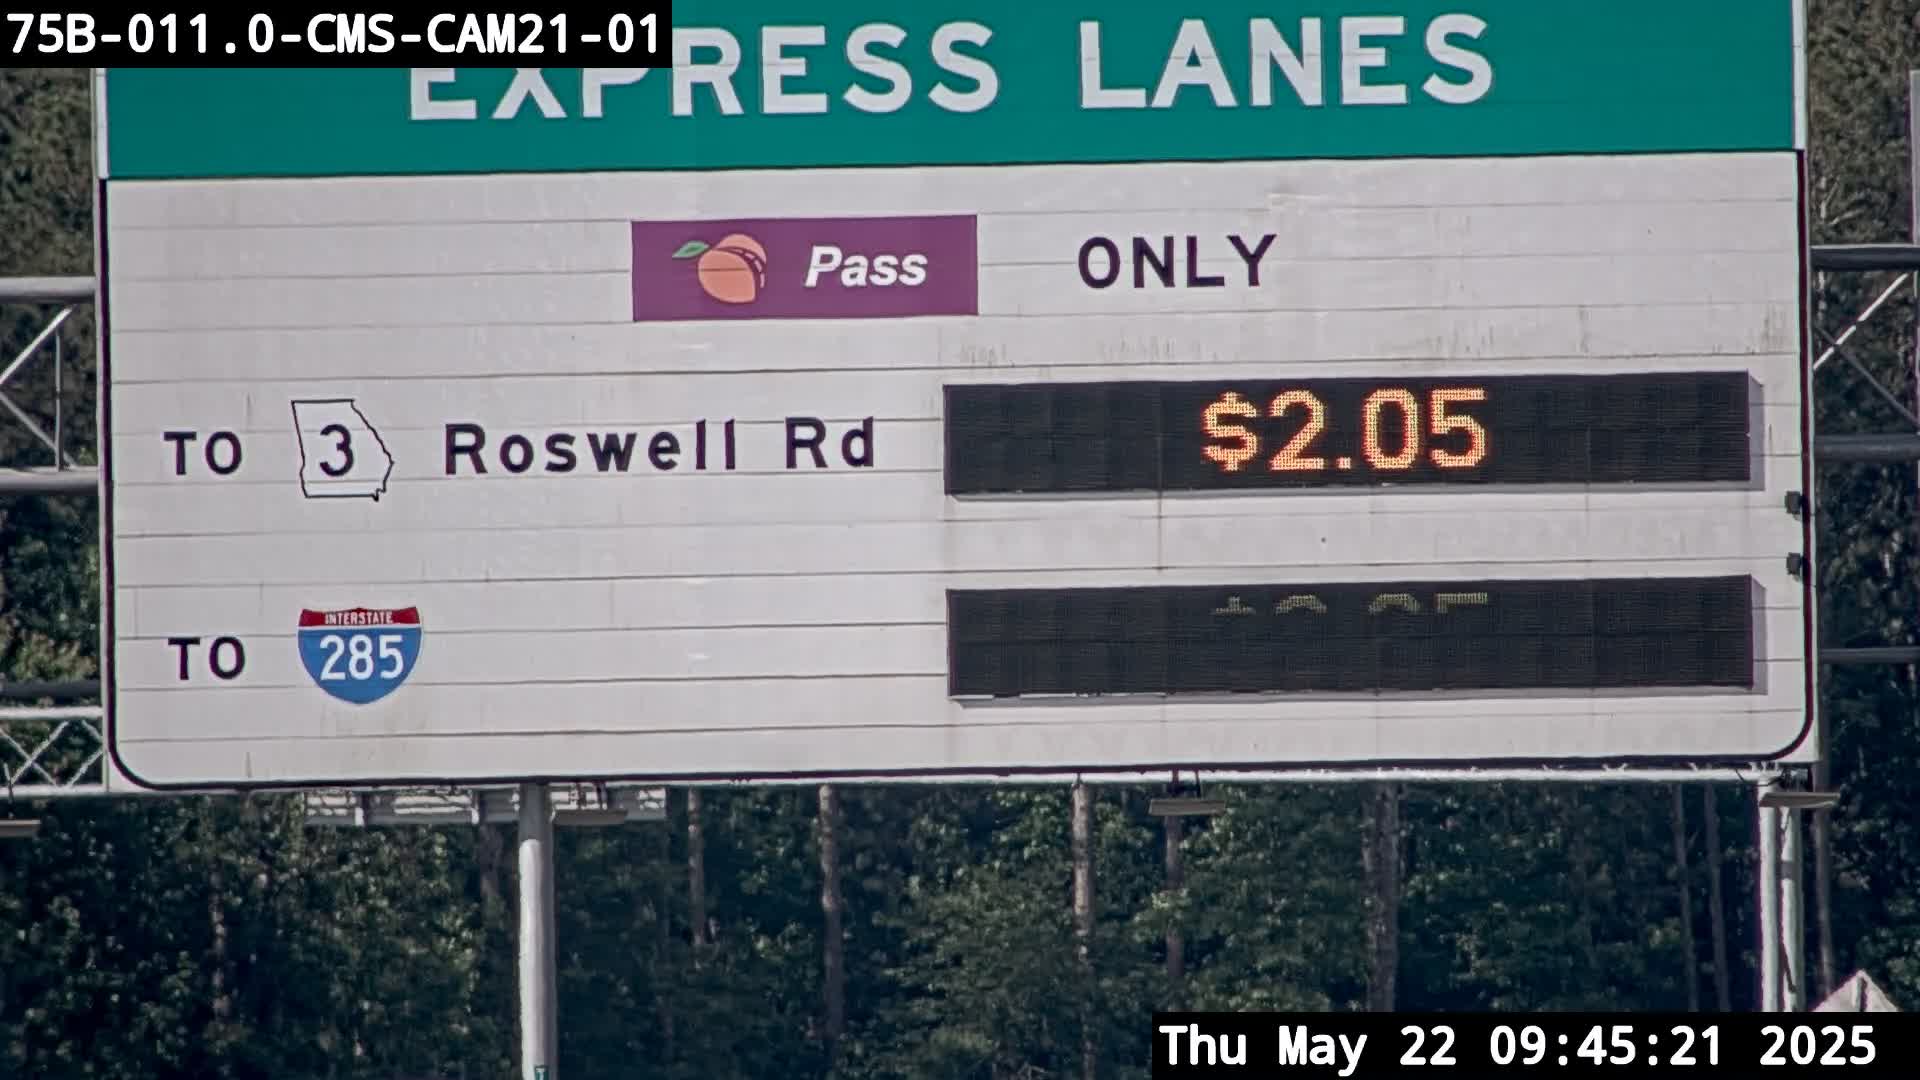 75B-011.0-CMS-CAM21-01
EXPRESS LANES
Pass ONLY
TO 3 Roswell Rd $2.05
TO INTERSTATE 285
Thu May 22 09:45:21 2025